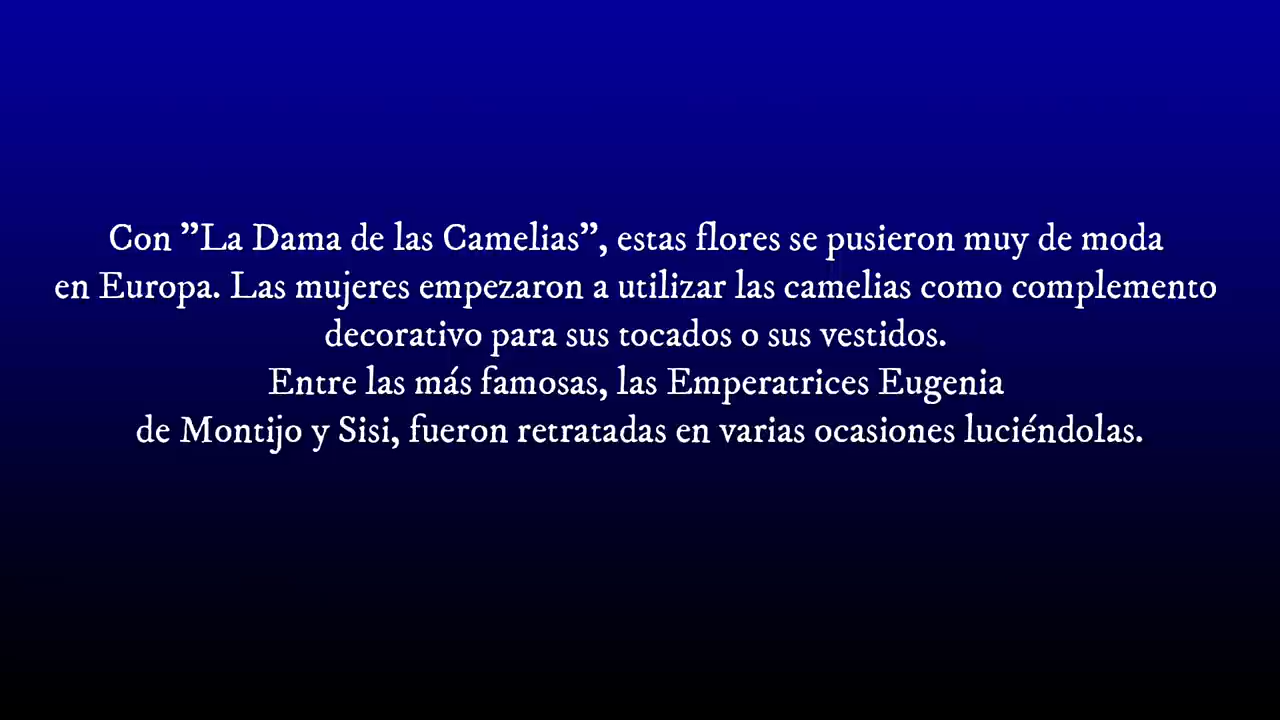 Con ”La Dama de las Camelias”, estas flores se pusieron muy de moda
en Europa. Las mujeres empezaron a utilizar las camelias como complemento
decorativo para sus tocados o sus vestidos.
Entre las más famosas, las Emperatrices Eugenia
de Montijo y Sisi, fueron retratadas en varias ocasiones luciéndolas.